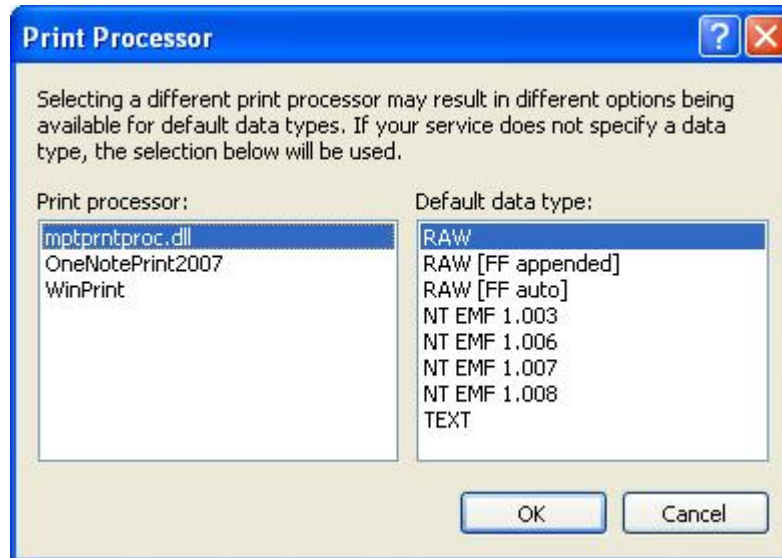 Print Processor
Selecting a different print processor may result in different options being
available for default data types. If your service does not specify a data
type, the selection below will be used.
Print processor:
mptprntproc.dll
OneNotePrint2007
WinPrint
Default data type:
RAW
RAW [FF appended]
RAW [FF auto]
NT EMF 1.003
NT EMF 1.006
NT EMF 1.007
NT EMF 1.008
TEXT
OK
Cancel